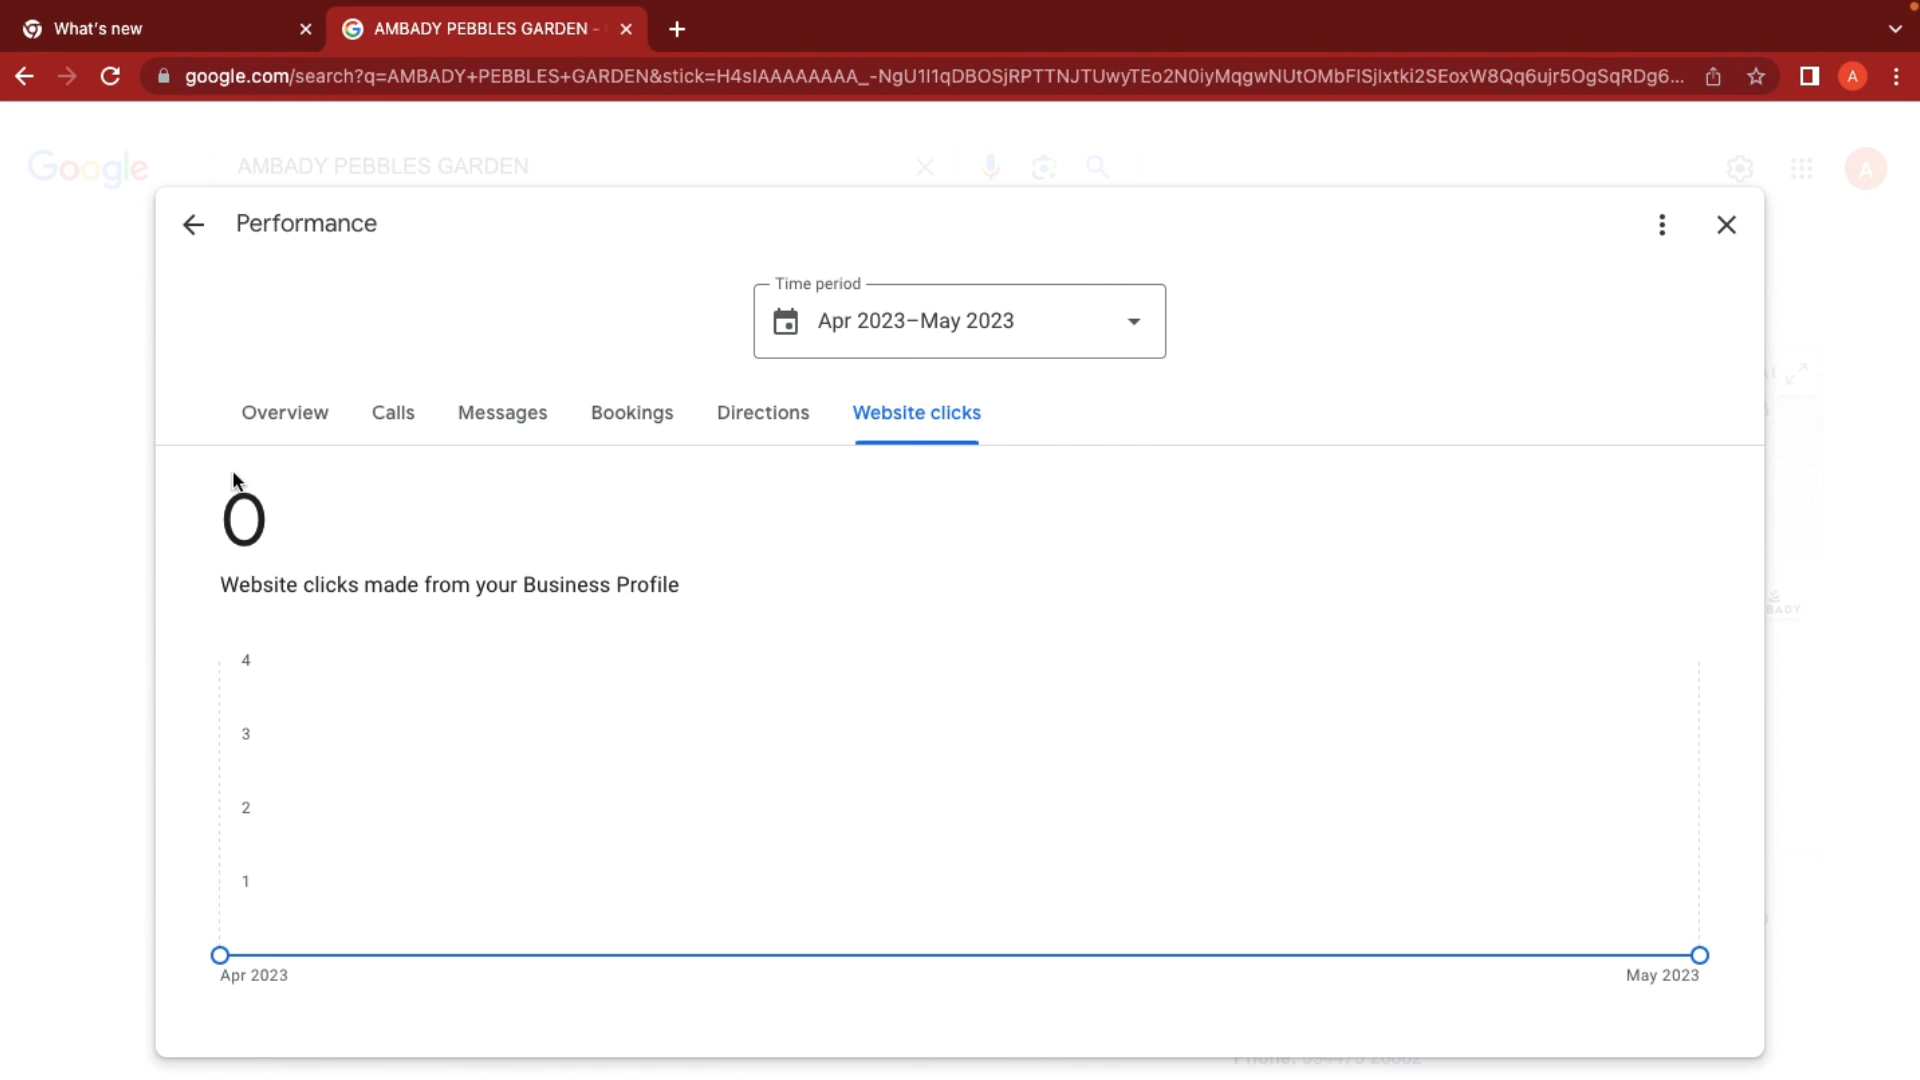 What's new
AMBADY PEBBLES GARDEN -
google.com/search?q=AMBADY+PEBBLES+GARDEN&stick=H4sIAAAAAAAA_-NgU1I1qDBOSjRPTTNJTUwyTEo2N0iyMqgwNUtOMbFISjIxtki2SEoxW8Qq6ujr5OgSqRDg6...
A
Google
AMBADY PEBBLES GARDEN
A
Performance
Time period
Apr 2023–May 2023
Overview
Calls
Messages
Bookings
Directions
Website clicks
0
Website clicks made from your Business Profile
4
3
2
1
Apr 2023
May 2023
BADY
Phone: